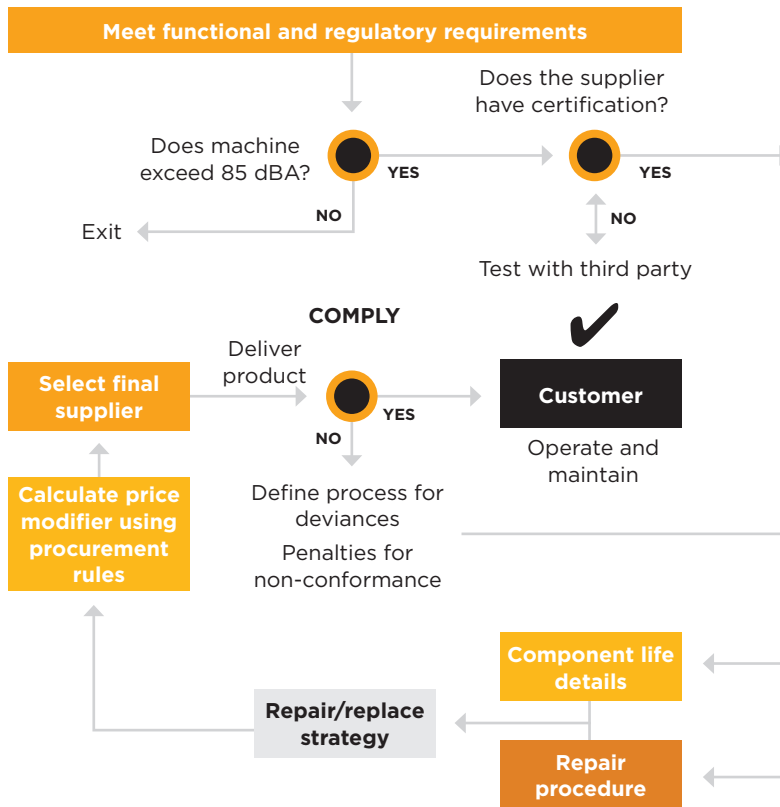 Meet functional and regulatory requirements
Does the supplier
have certification?
Does machine
exceed 85 dBA?
YES
YES
NO
NO
Exit
Test with third party
COMPLY
Deliver
product
Select final
supplier
YES
NO
Customer
Operate and
maintain
Calculate price
modifier using
procurement
rules
Define process for
deviances
Penalties for
non-conformance
Component life
details
Repair/replace
strategy
Repair
procedure